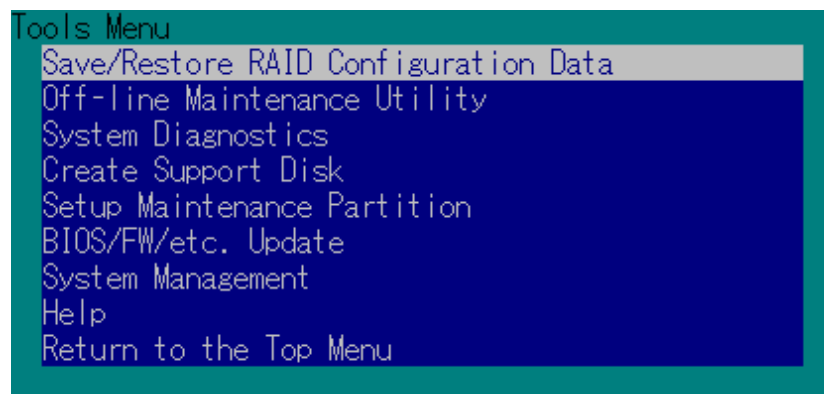 Tools Menu
Save/Restore RAID Configuration Data
Off-line Maintenance Utility
System Diagnostics
Create Support Disk
Setup Maintenance Partition
BIOS/FW/etc. Update
System Management
Help
Return to the Top Menu